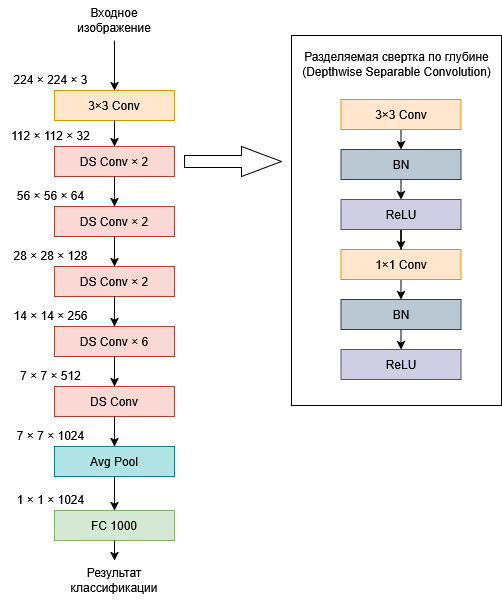 Входное
изображение
224 × 224 × 3
3×3 Conv
112 × 112 × 32
DS Conv × 2
56 × 56 × 64
DS Conv × 2
28 × 28 × 128
DS Conv × 2
14 × 14 × 256
DS Conv × 6
7 × 7 × 512
DS Conv
7 × 7 × 1024
Avg Pool
1 × 1 × 1024
FC 1000
Результат
классификации
Разделяемая свертка по глубине
(Depthwise Separable Convolution)
3×3 Conv
BN
ReLU
1×1 Conv
BN
ReLU